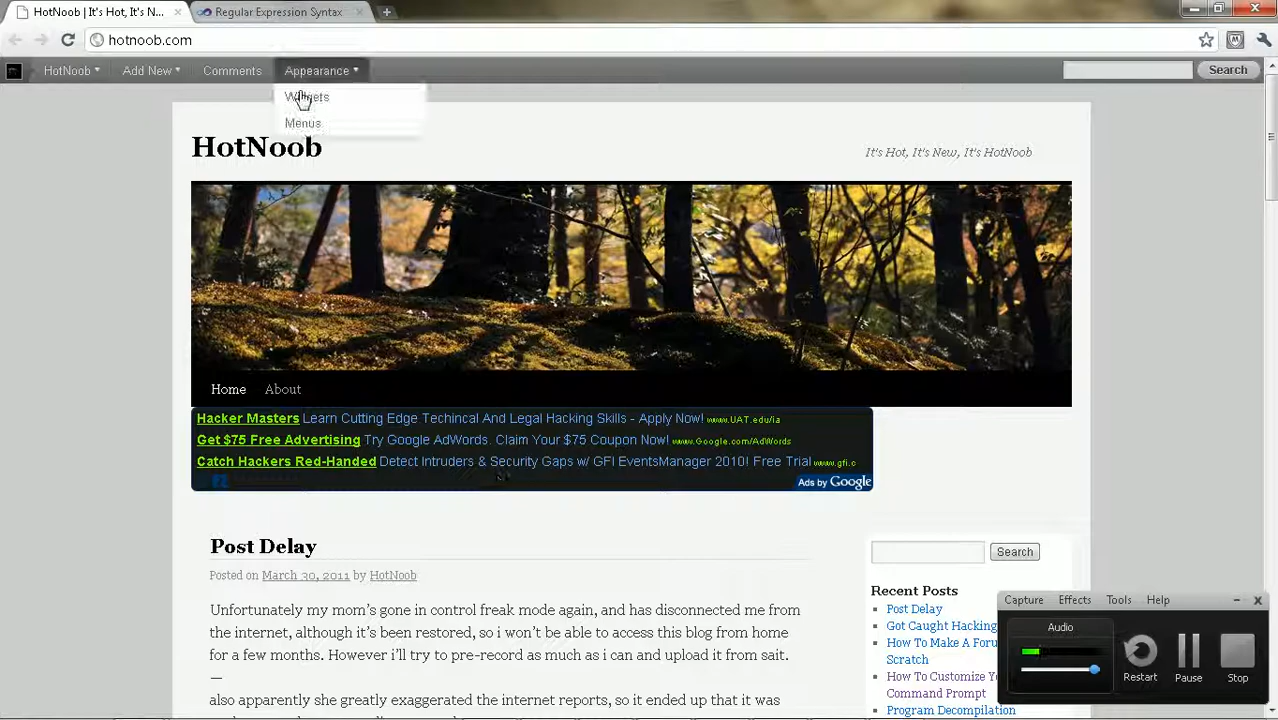 HotNoob | It's Hot, It's N...
Regular Expression Syntax
hotnoob.com
HotNoob Add New Comments Appearance Search
Widgets
Menus
HotNoob
It's Hot, It's New, It's HotNoob
Home About
Hacker Masters Learn Cutting Edge Techincal And Legal Hacking Skills - Apply Now! www.UAT.edu/ia
Get $75 Free Advertising Try Google AdWords. Claim Your $75 Coupon Now! www.Google.com/AdWords
Catch Hackers Red-Handed Detect Intruders & Security Gaps w/ GFI EventsManager 2010! Free Trial www.gfi.c
Ads by Google
Post Delay
Posted on March 30, 2011 by HotNoob
Unfortunately my mom's gone in control freak mode again, and has disconnected me from
the internet, although it's been restored, so i won't be able to access this blog from home
for a few months. However i'll try to pre-record as much as i can and upload it from sait.
—
also apparently she greatly exaggerated the internet reports, so it ended up that it was
Search
Recent Posts
Post Delay
Got Caught Hacking
How To Make A Foru
Scratch
How To Customize Yo
Command Prompt
Program Decompilation
Capture Effects Tools Help
Audio
Restart Pause Stop